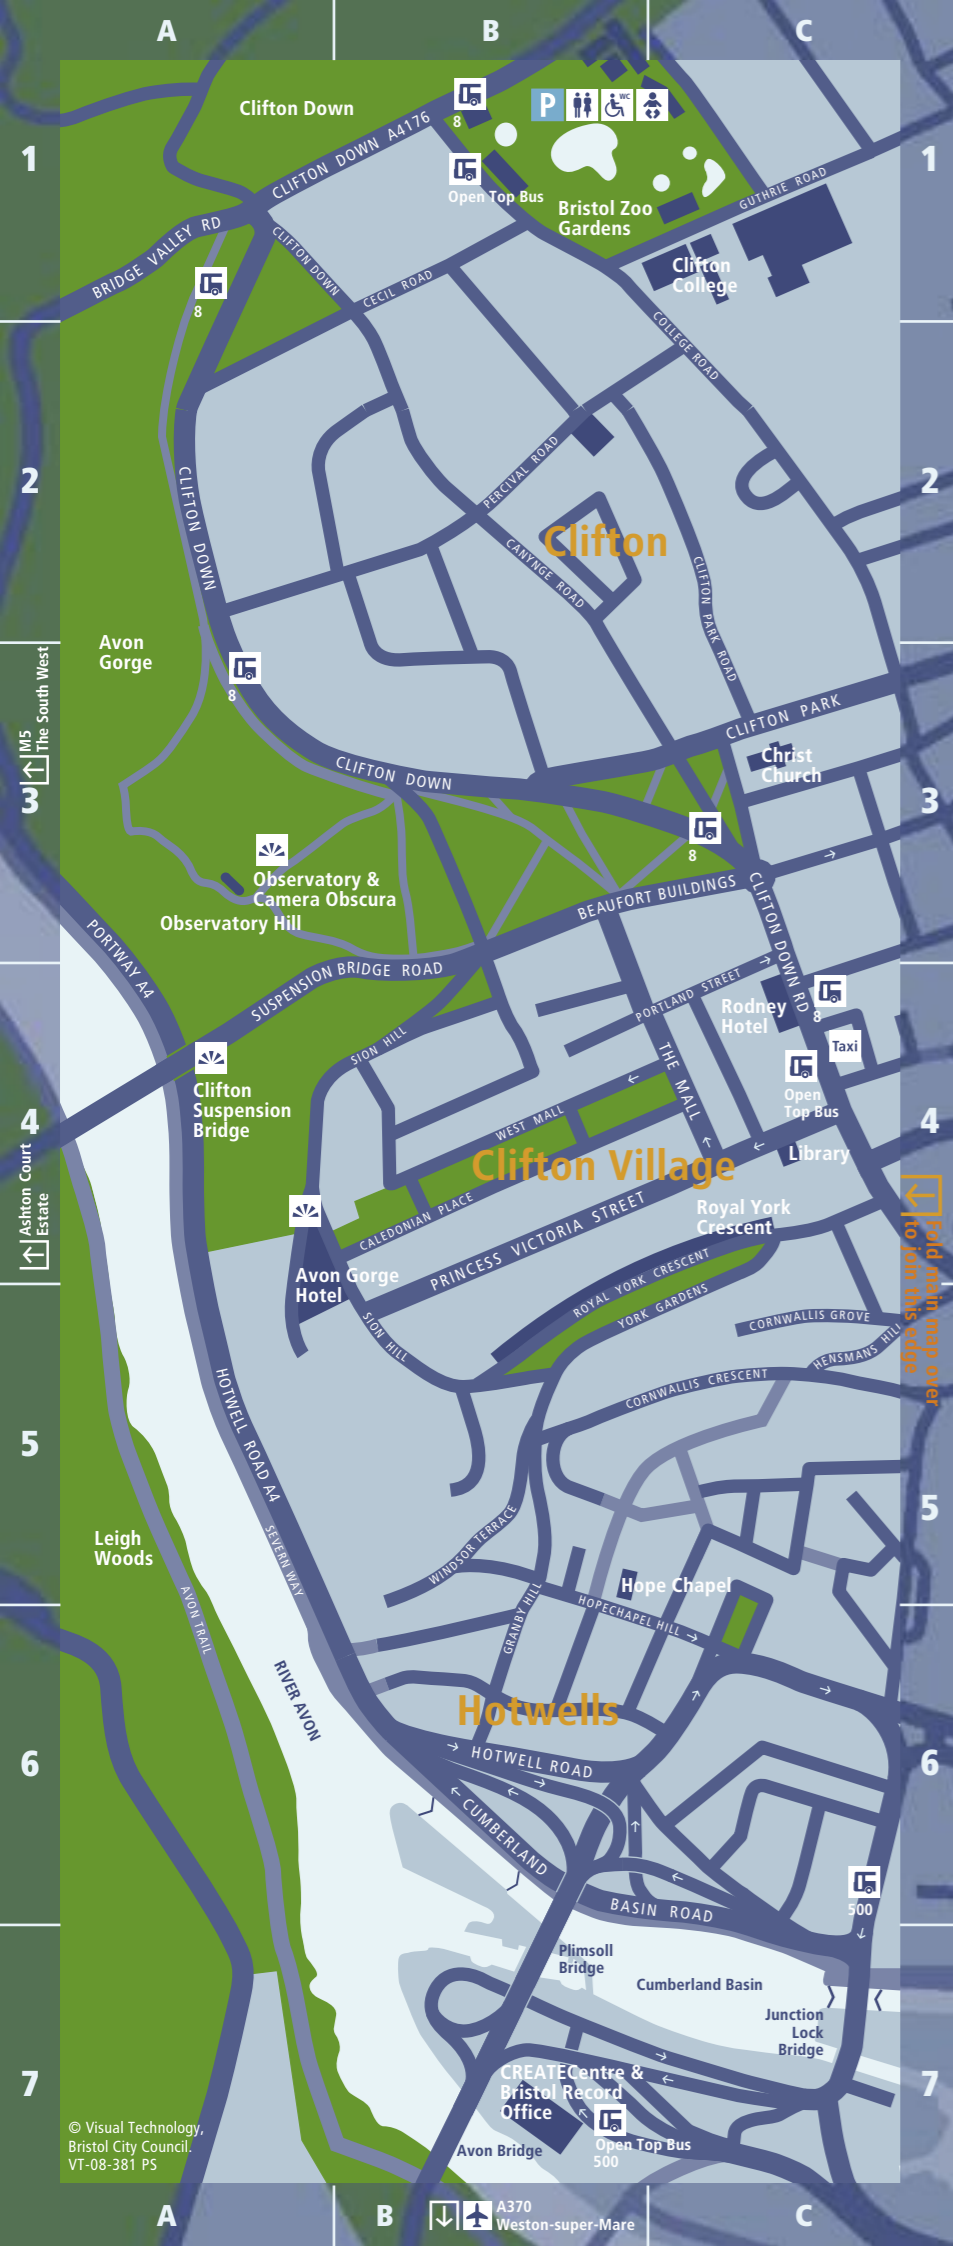 A
B
C
1
1
Clifton Down
8
CLIFTON DOWN A4176
P
WC
Open Top Bus
Bristol Zoo
Gardens
GUTHRIE ROAD
BRIDGE VALLEY RD
CLIFTON DOWN
CECIL ROAD
Clifton
College
8
COLLEGE ROAD
2
2
PERCIVAL ROAD
CLIFTON DOWN
Clifton
CANYNGE ROAD
CLIFTON PARK ROAD
Avon
Gorge
8
M5
The South West
CLIFTON PARK
Christ
Church
CLIFTON DOWN
3
3
8
Observatory &
Camera Obscura
Observatory Hill
BEAUFORT BUILDINGS
CLIFTON DOWN RD
PORTWAY A4
SUSPENSION BRIDGE ROAD
PORTLAND STREET
Rodney
Hotel
8
SION HILL
THE MALL
Taxi
Clifton
Suspension
Bridge
Open
Top Bus
4
4
WEST MALL
Library
Clifton Village
Ashton Court
Estate
CALEDONIAN PLACE
PRINCESS VICTORIA STREET
Royal York
Crescent
Fold main map over
to join this edge
Avon Gorge
Hotel
ROYAL YORK CRESCENT
YORK GARDENS
SION HILL
CORNWALLIS GROVE
HENSMANS HILL
CORNWALLIS CRESCENT
HOTWELL ROAD A4
5
5
SEVERN WAY
WINDSOR TERRACE
Leigh
Woods
AVON TRAIL
Hope Chapel
HOPECHAPEL HILL
GRANBY HILL
RIVER AVON
Hotwells
HOTWELL ROAD
6
6
CUMBERLAND
BASIN ROAD
500
Plimsoll
Bridge
Cumberland Basin
Junction
Lock
Bridge
7
7
CREATECentre &
Bristol Record
Office
Avon Bridge
Open Top Bus
500
© Visual Technology,
Bristol City Council.
VT-08-381 PS
A
B
A370
Weston-super-Mare
C